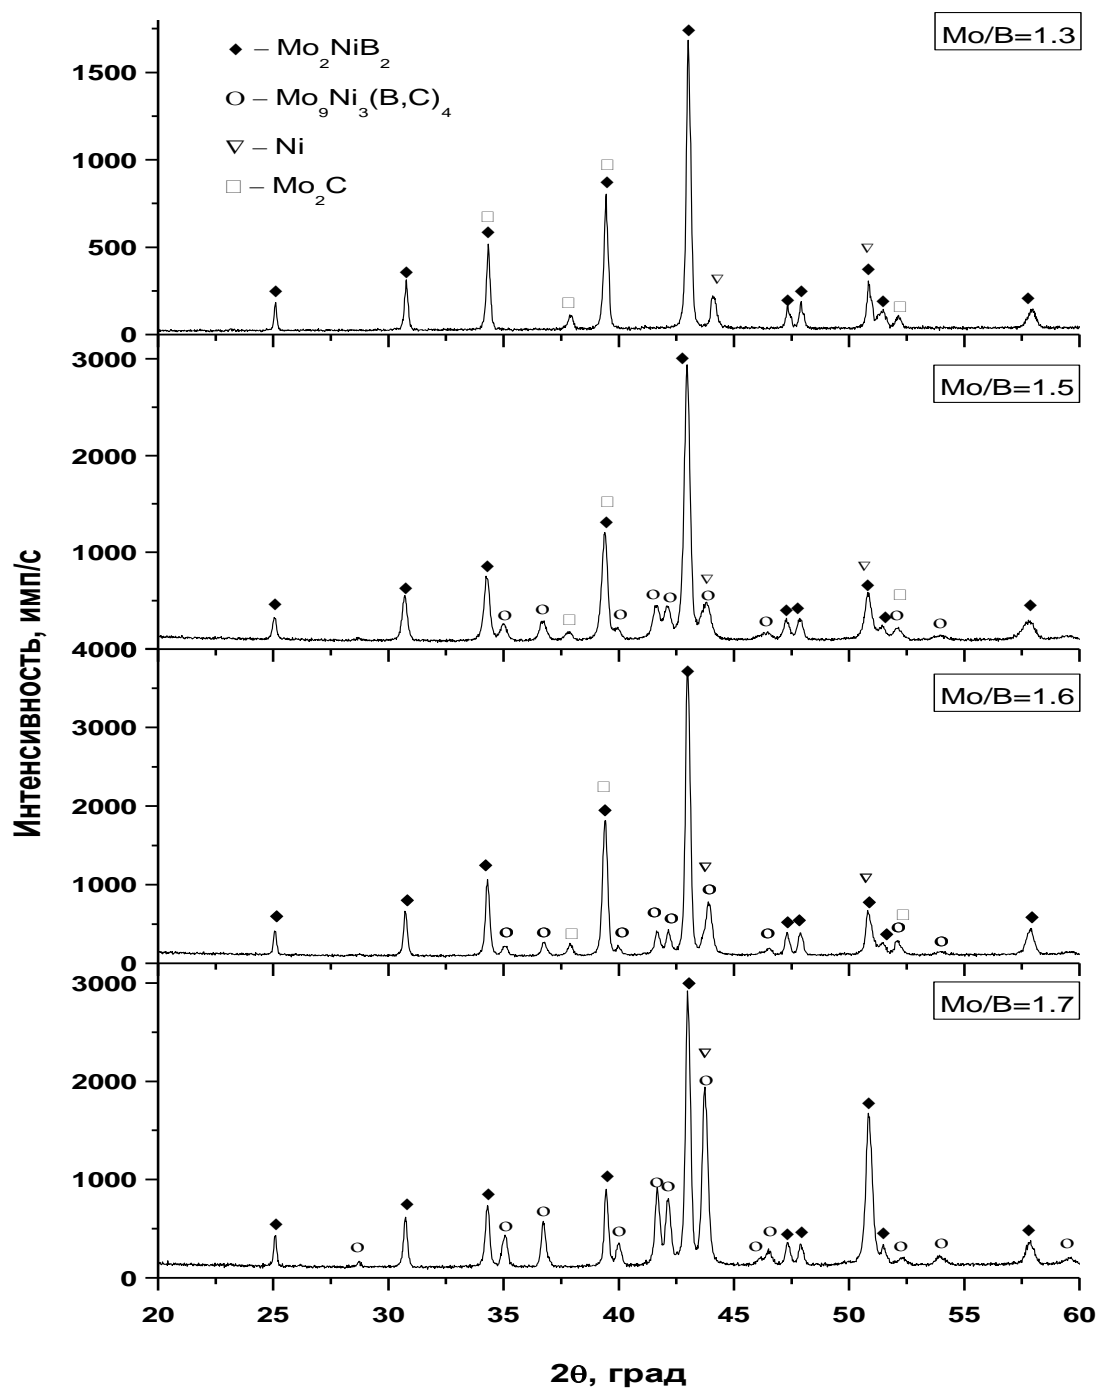 Mo/B=1.3
◆ – Mo₂NiB₂
O – Mo₉Ni₃(B,C)₄
▽ – Ni
□ – Mo₂C
1500
1000
500
0
Mo/B=1.5
3000
2000
1000
4000
Mo/B=1.6
3000
2000
1000
0
Mo/B=1.7
3000
2000
1000
0
Интенсивность, имп/с
20 25 30 35 40 45 50 55 60
2θ, град